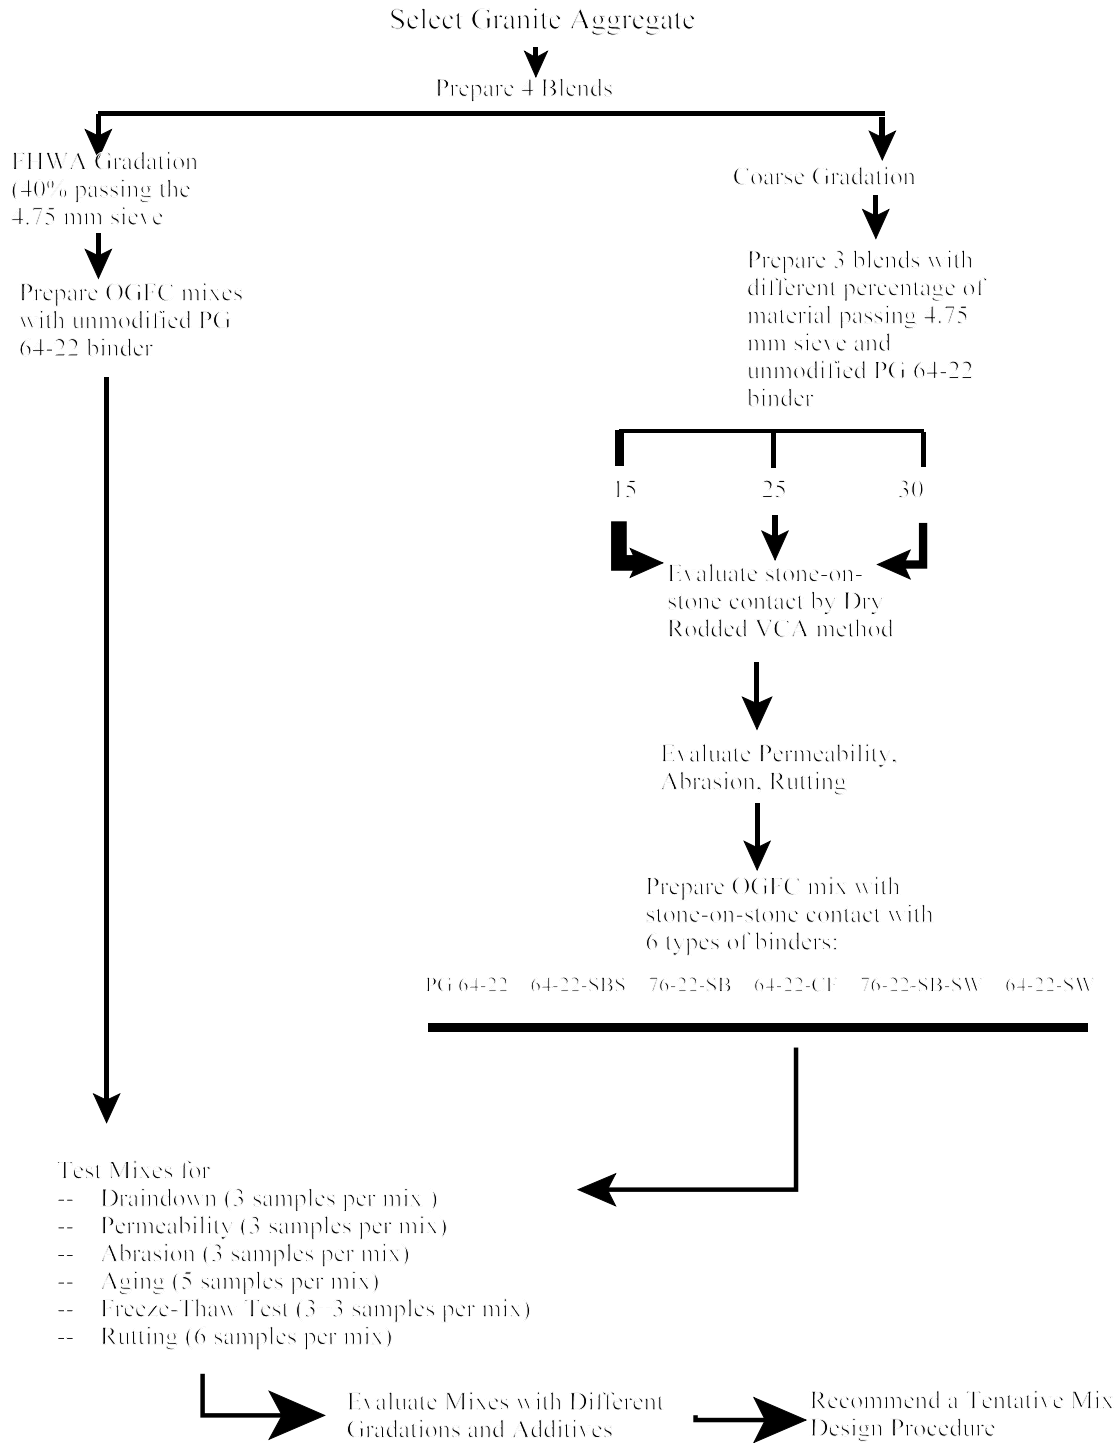 Select Granite Aggregate
Prepare 4 Blends
FHWA Gradation
(40% passing the
4.75 mm sieve
Prepare OGFC mixes
with unmodified PG
64-22 binder
Coarse Gradation
Prepare 3 blends with
different percentage of
material passing 4.75
mm sieve and
unmodified PG 64-22
binder
15 25 30
Evaluate stone-on-
stone contact by Dry
Rodded VCA method
Evaluate Permeability,
Abrasion, Rutting
Prepare OGFC mix with
stone-on-stone contact with
6 types of binders:
PG 64-22 64-22-SBS 76-22-SB 64-22-CF 76-22-SB-SW 64-22-SW
Test Mixes for
-- Draindown (3 samples per mix )
-- Permeability (3 samples per mix)
-- Abrasion (3 samples per mix)
-- Aging (5 samples per mix)
-- Freeze-Thaw Test (3 3 samples per mix)
-- Rutting (6 samples per mix)
Evaluate Mixes with Different
Gradations and Additives
Recommend a Tentative Mix
Design Procedure